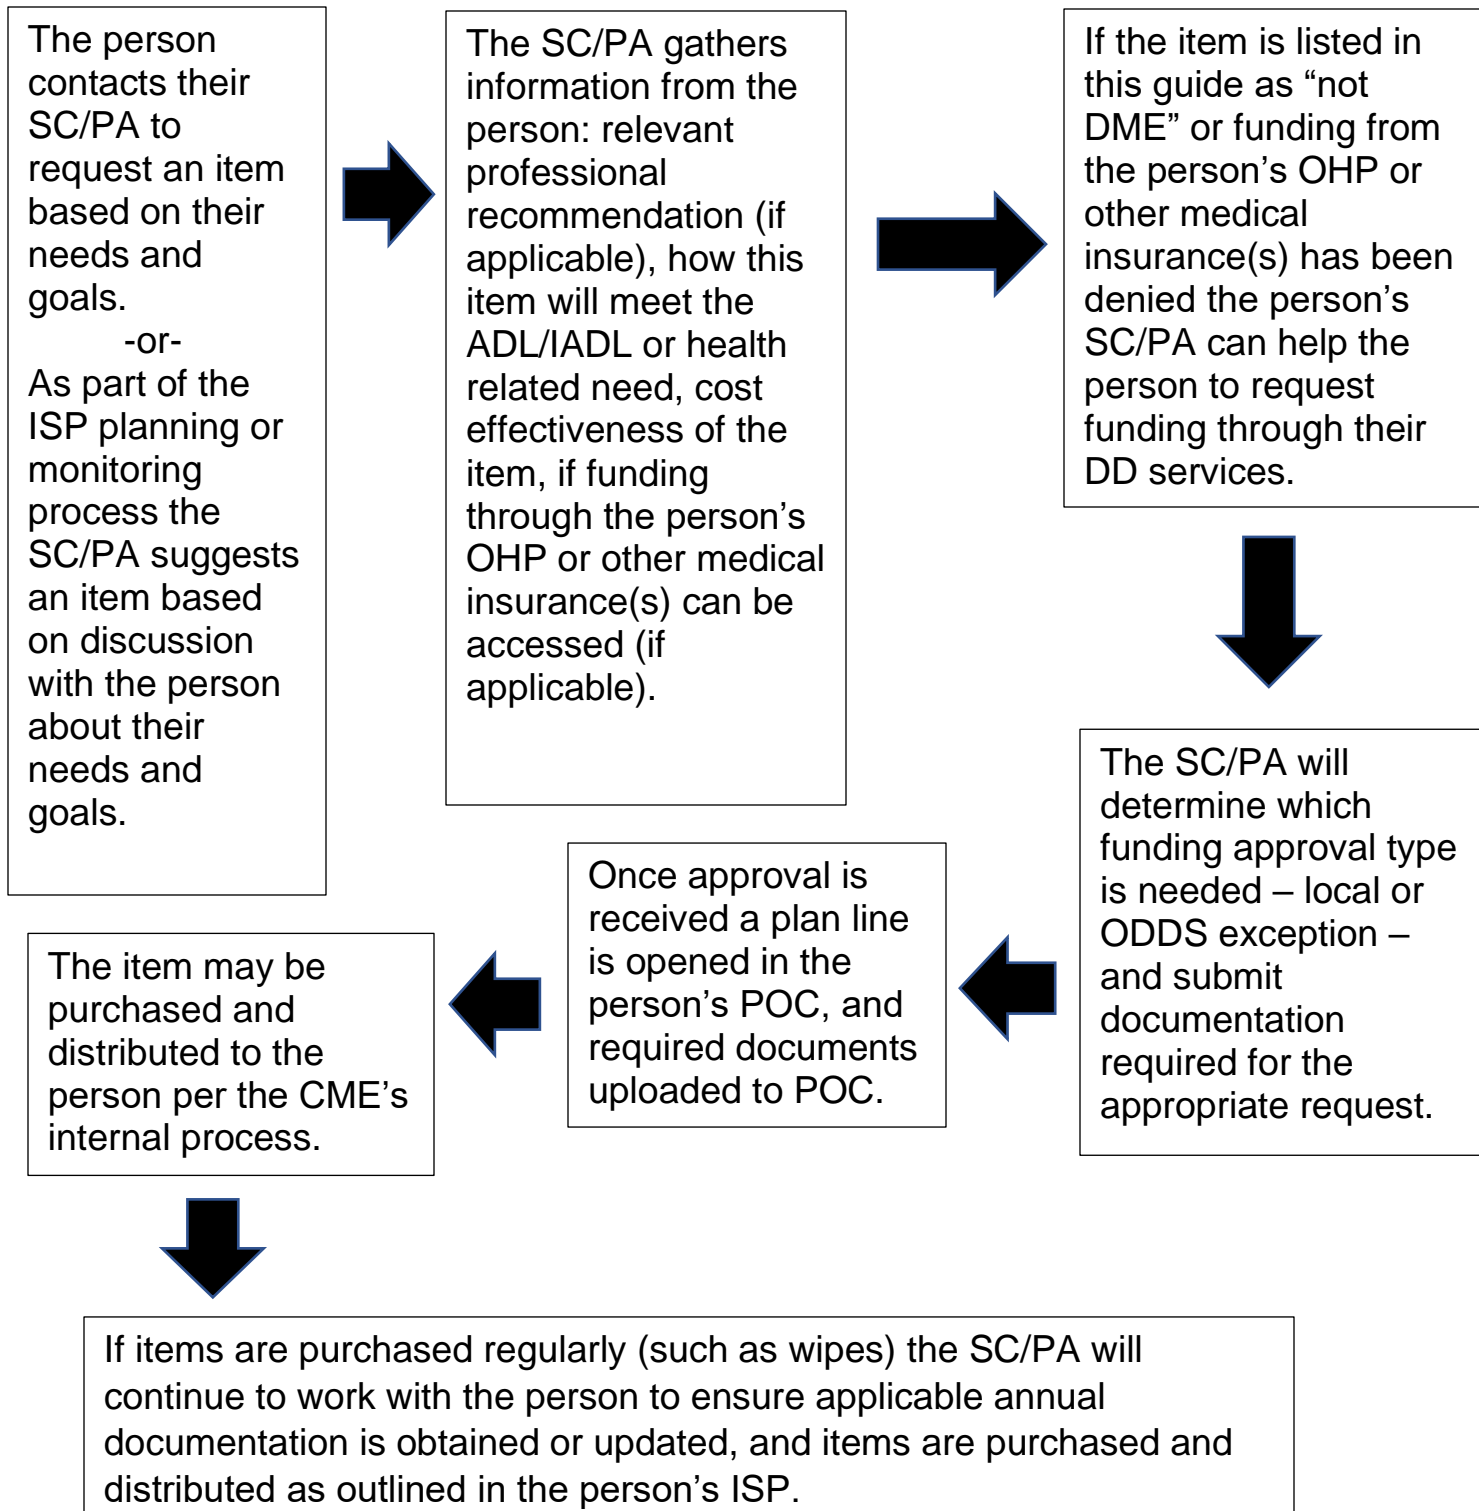 The person
contacts their
SC/PA to
request an item
based on their
needs and
goals.
-or-
As part of the
ISP planning or
monitoring
process the
SC/PA suggests
an item based
on discussion
with the person
about their
needs and
goals.
The SC/PA gathers
information from the
person: relevant
professional
recommendation (if
applicable), how this
item will meet the
ADL/IADL or health
related need, cost
effectiveness of the
item, if funding
through the person’s
OHP or other medical
insurance(s) can be
accessed (if
applicable).
If the item is listed in
this guide as “not
DME” or funding from
the person’s OHP or
other medical
insurance(s) has been
denied the person’s
SC/PA can help the
person to request
funding through their
DD services.
The SC/PA will
determine which
funding approval type
is needed – local or
ODDS exception –
and submit
documentation
required for the
appropriate request.
Once approval is
received a plan line
is opened in the
person’s POC, and
required documents
uploaded to POC.
The item may be
purchased and
distributed to the
person per the CME’s
internal process.
If items are purchased regularly (such as wipes) the SC/PA will
continue to work with the person to ensure applicable annual
documentation is obtained or updated, and items are purchased and
distributed as outlined in the person’s ISP.